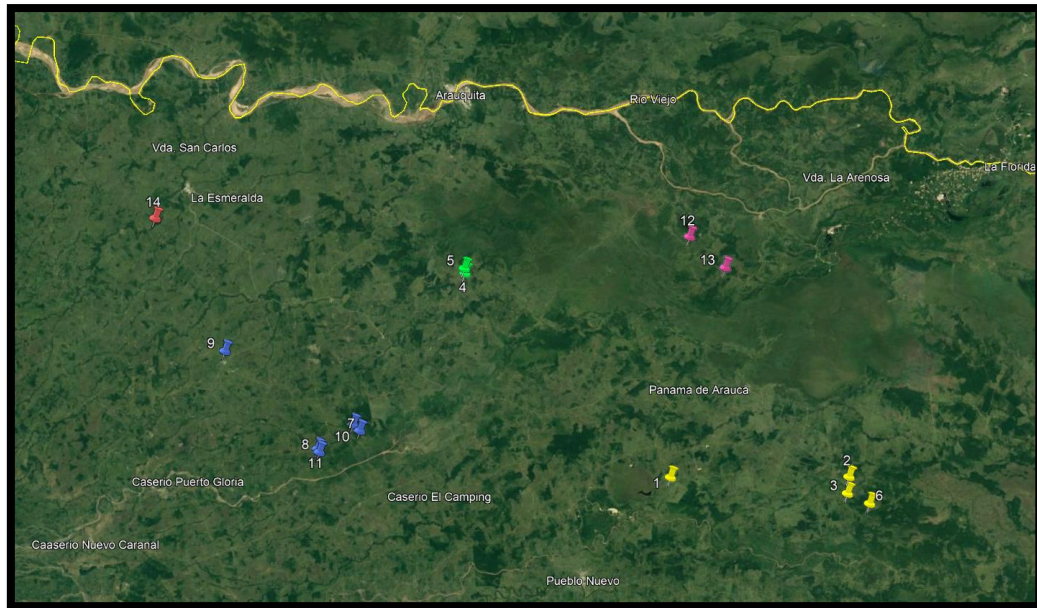 Arauquita
Rio Viejo
Vda. San Carlos
La Florida
Vda. La Arenosa
La Esmeralda
14
12
5
13
4
9
Panamá de Arauca
7
10
8
11
2
1
3
6
Caserio Puerto Gloria
Caserio El Camping
Caaserio Nuevo Caranal
Pueblo Nuevo